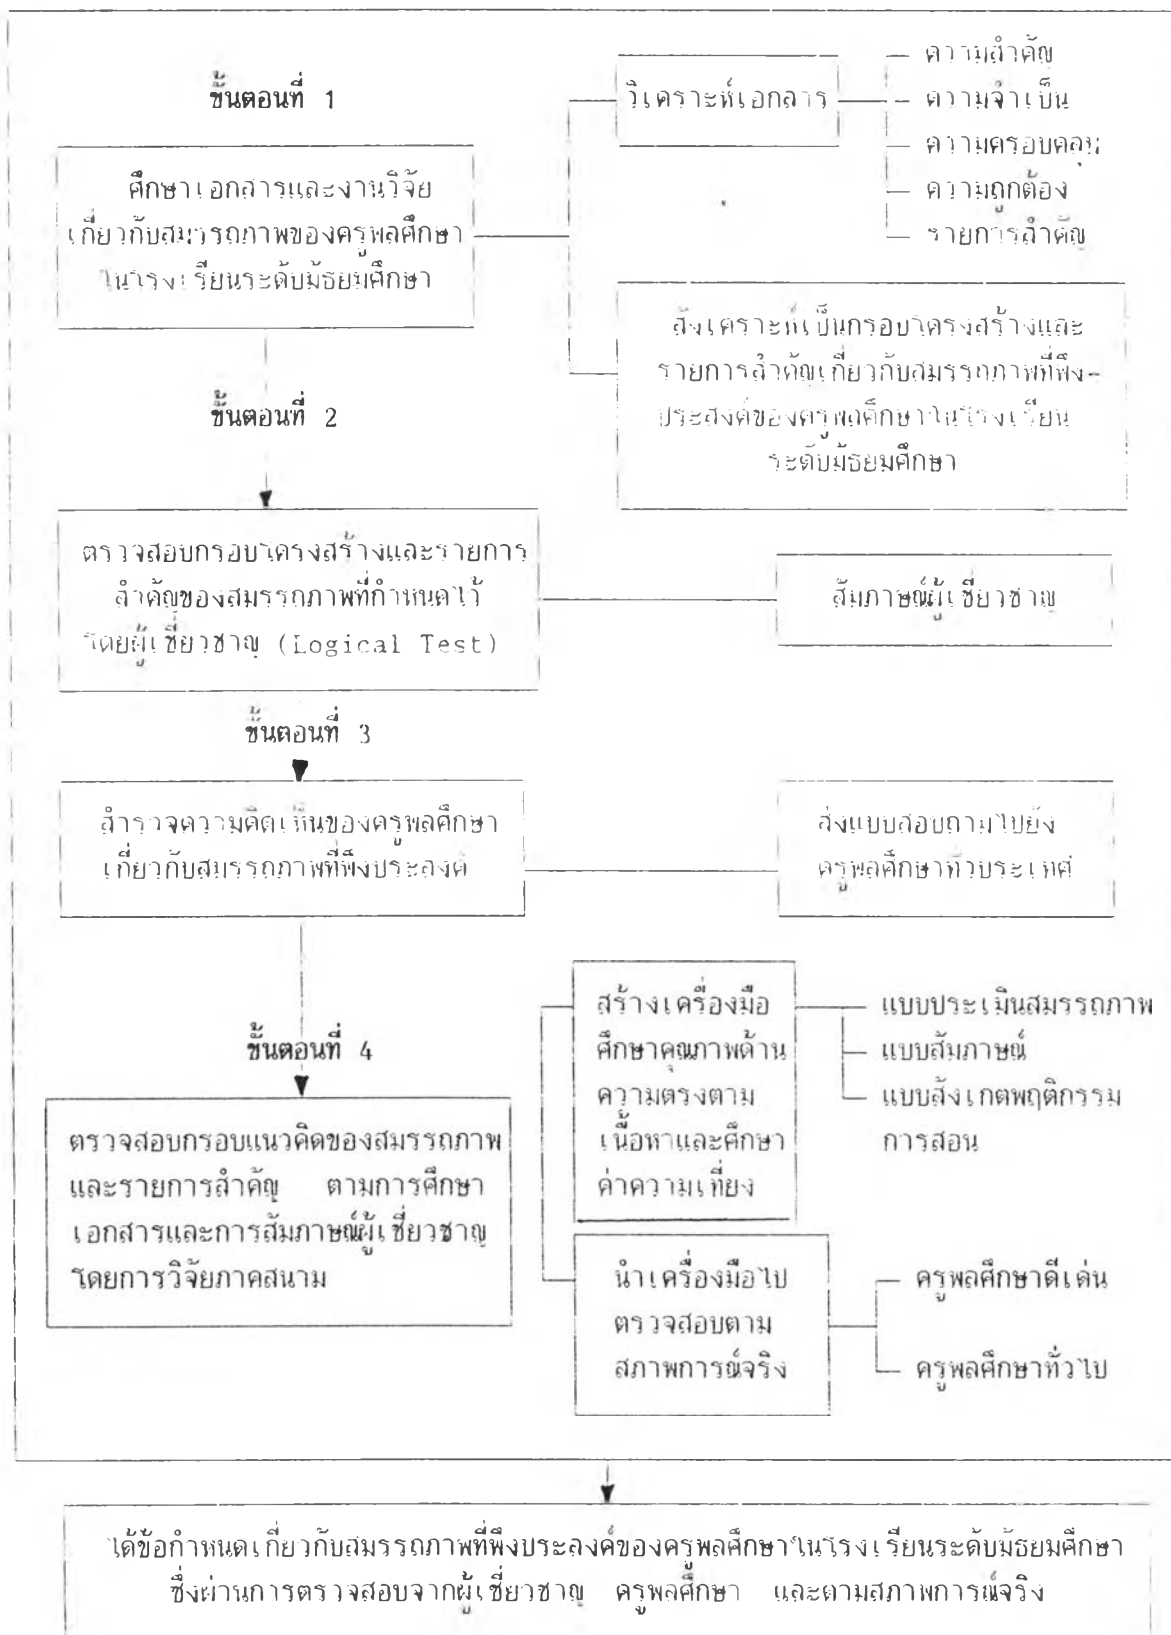 ขั้นตอนที่ 1
ศึกษาเอกสารและงานวิจัย
เกี่ยวกับสมรรถภาพของครูพลศึกษา
ในโรงเรียนระดับมัธยมศึกษา
วิเคราะห์เอกสาร
ความสำคัญ
ความจำเป็น
ความครอบคลุม
ความถูกต้อง
รายการสำคัญ
สังเคราะห์เป็นกรอบโครงสร้างและ
รายการสำคัญเกี่ยวกับสมรรถภาพที่พึง-
ประสงค์ของครูพลศึกษาในโรงเรียน
ระดับมัธยมศึกษา
ขั้นตอนที่ 2
ตรวจสอบกรอบโครงสร้างและรายการ
สำคัญของสมรรถภาพที่กำหนดไว้
โดยผู้เชี่ยวชาญ (Logical Test)
สัมภาษณ์ผู้เชี่ยวชาญ
ขั้นตอนที่ 3
สำรวจความคิดเห็นของครูพลศึกษา
เกี่ยวกับสมรรถภาพที่พึงประสงค์
ส่งแบบสอบถามไปยัง
ครูพลศึกษาทั่วประเทศ
ขั้นตอนที่ 4
ตรวจสอบกรอบแนวคิดของสมรรถภาพ
และรายการสำคัญ ตามการศึกษา
เอกสารและการสัมภาษณ์ผู้เชี่ยวชาญ
โดยการวิจัยภาคสนาม
สร้างเครื่องมือ
ศึกษาคุณภาพด้าน
ความตรงตาม
เนื้อหาและศึกษา
ค่าความเที่ยง
แบบประเมินสมรรถภาพ
แบบสัมภาษณ์
แบบสังเกตพฤติกรรม
การสอน
นำเครื่องมือไป
ตรวจสอบตาม
สภาพการณ์จริง
ครูพลศึกษาดีเด่น
ครูพลศึกษาทั่วไป
ได้ข้อกำหนดเกี่ยวกับสมรรถภาพที่พึงประสงค์ของครูพลศึกษาในโรงเรียนระดับมัธยมศึกษา
ซึ่งผ่านการตรวจสอบจากผู้เชี่ยวชาญ ครูพลศึกษา และตามสภาพการณ์จริง